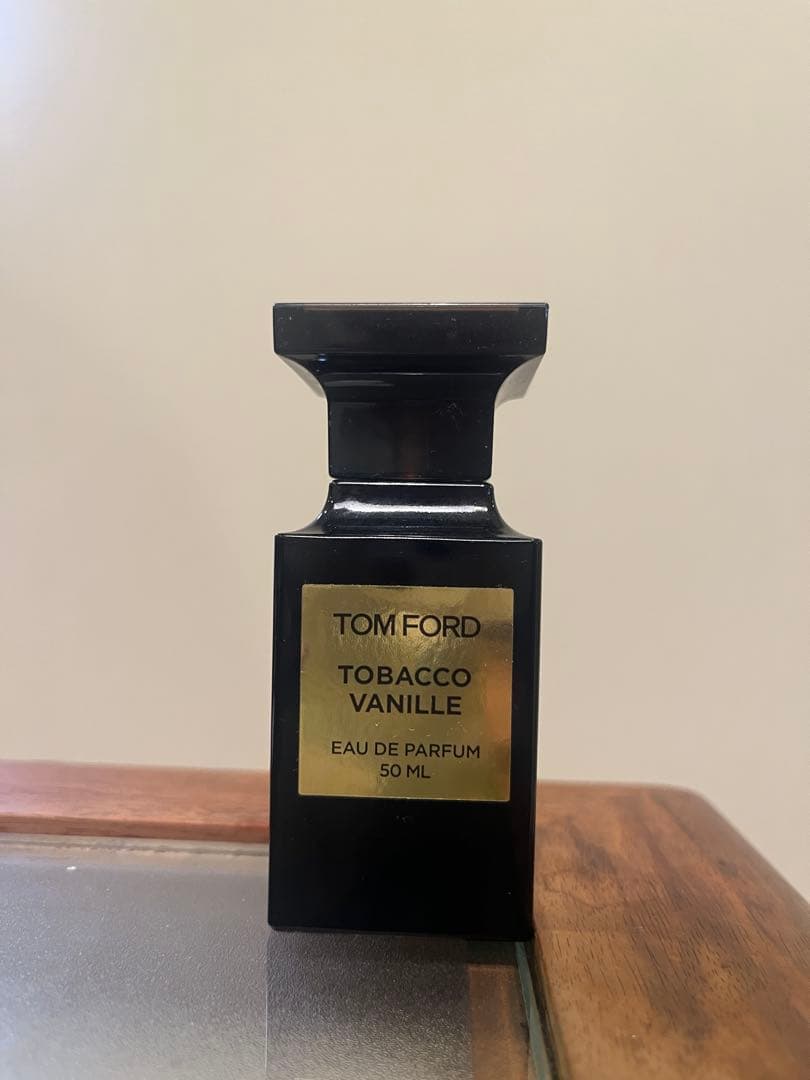 TOM FORD
TOBACCO
VANILLE
EAU DE PARFUM
50 ML